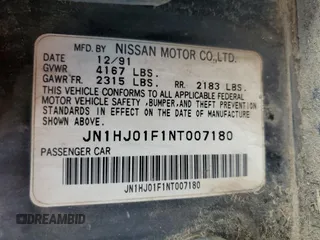 MFD. BY NISSAN MOTOR CO., LTD.
DATE 12/91
GVWR 4167 LBS.
GAWR FR. 2315 LBS. RR. 2183 LBS.
THIS VEHICLE CONFORMS TO ALL APPLICABLE FEDERAL
MOTOR VEHICLE SAFETY, BUMPER, AND THEFT PREVENTION
STANDARDS IN EFFECT ON THE DATE OF MANUFACTURE
SHOWN ABOVE.
JN1HJ01F1NT007180
PASSENGER CAR
JN1HJ01F1NT007180
DREAMBID